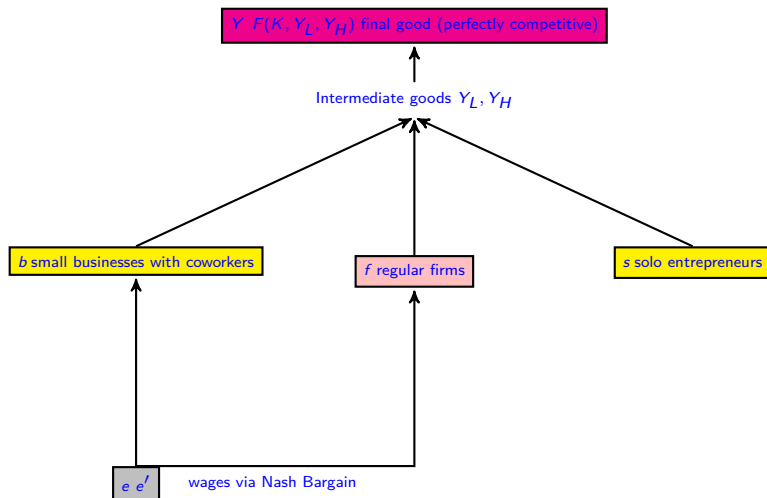 Y F(K, Y_L, Y_H) final good (perfectly competitive)
Intermediate goods Y_L, Y_H
b small businesses with coworkers
f regular firms
s solo entrepreneurs
e e′
wages via Nash Bargain